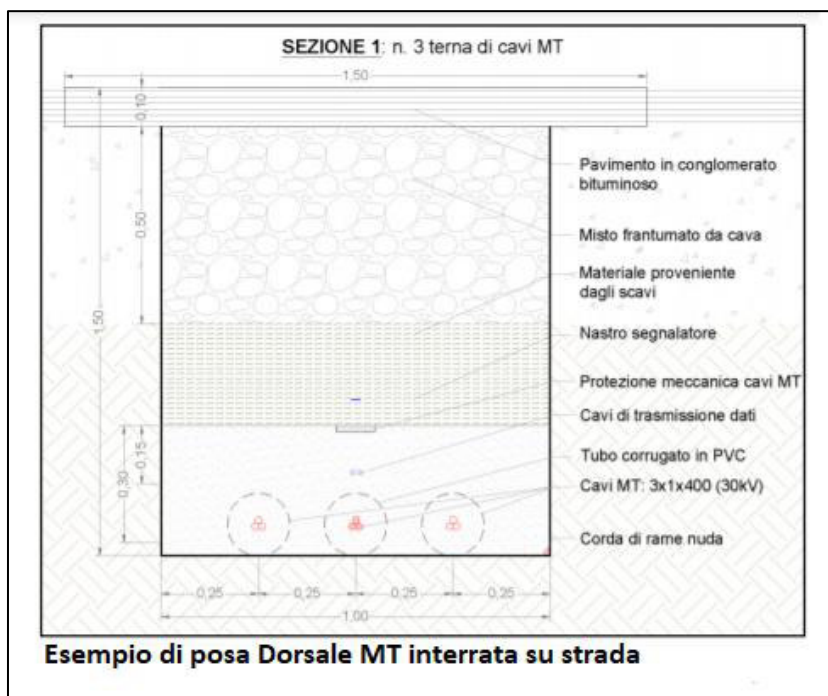 SEZIONE 1: n. 3 terna di cavi MT
1,50
0,10
Pavimento in conglomerato
bituminoso
0,50
Misto frantumato da cava
Materiale proveniente
dagli scavi
1,50
Nastro segnalatore
Protezione meccanica cavi MT
Cavi di trasmissione dati
0,15
0,30
Tubo corrugato in PVC
Cavi MT: 3x1x400 (30kV)
Corda di rame nuda
0,25 0,25 0,25 0,25
1,00
Esempio di posa Dorsale MT interrata su strada